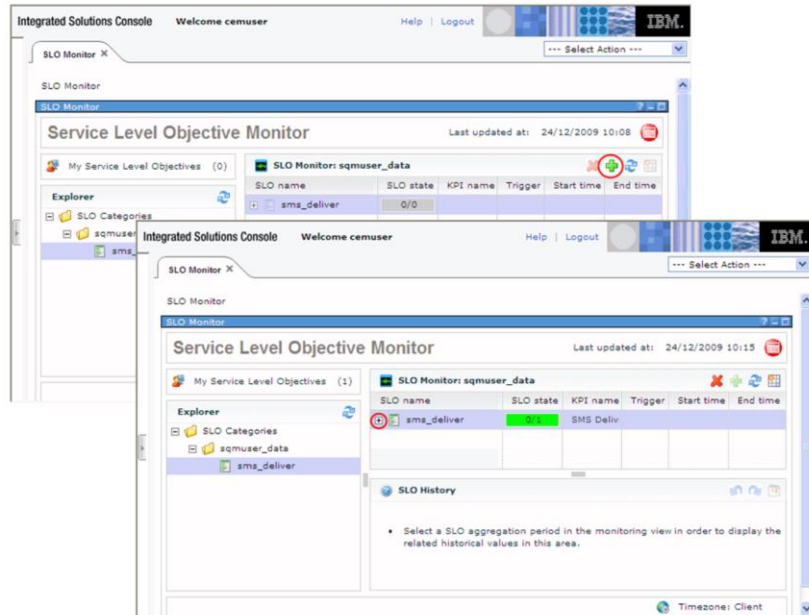 Integrated Solutions Console Welcome cemuser Help | Logout IBM.
SLO Monitor X --- Select Action ---
SLO Monitor
SLO Monitor
Service Level Objective Monitor Last updated at: 24/12/2009 10:08
My Service Level Objectives (0) SLO Monitor: sqmuser_data
Explorer SLO name SLO state KPI name Trigger Start time End time
SLO Categories sms_deliver 0/0
sqmuser
sms_
Integrated Solutions Console Welcome cemuser Help | Logout IBM.
SLO Monitor X --- Select Action ---
SLO Monitor
SLO Monitor
Service Level Objective Monitor Last updated at: 24/12/2009 10:15
My Service Level Objectives (1) SLO Monitor: sqmuser_data
Explorer SLO name SLO state KPI name Trigger Start time End time
SLO Categories sms_deliver 0/1 SMS Deliv
sqmuser_data
sms_deliver
SLO History
• Select a SLO aggregation period in the monitoring view in order to display the
related historical values in this area.
Timezone: Client